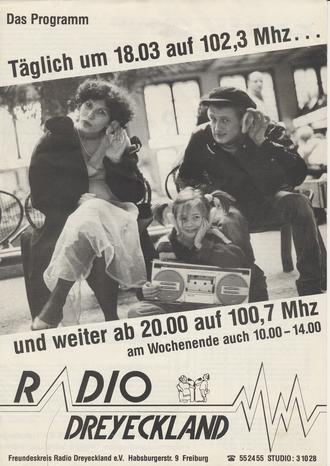 Das Programm
Täglich um 18.03 auf 102,3 Mhz...
und weiter ab 20.00 auf 100,7 Mhz
am Wochenende auch 10.00–14.00
RADIO
DREYECKLAND
Freundeskreis Radio Dreyeckland e.V. Habsburgerstr. 9 Freiburg ☎ 552455 STUDIO: 31028